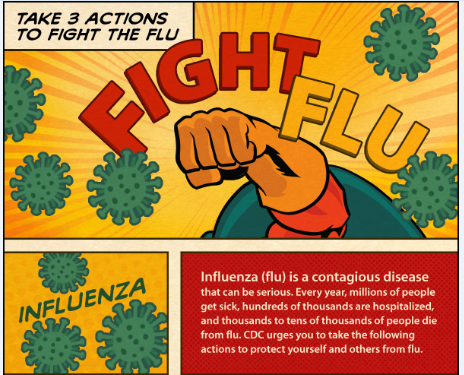 TAKE 3 ACTIONS
TO FIGHT THE FLU
FIGHT
FLU
INFLUENZA
Influenza (flu) is a contagious disease
that can be serious. Every year, millions of people
get sick, hundreds of thousands are hospitalized,
and thousands to tens of thousands of people die
from flu. CDC urges you to take the following
actions to protect yourself and others from flu.